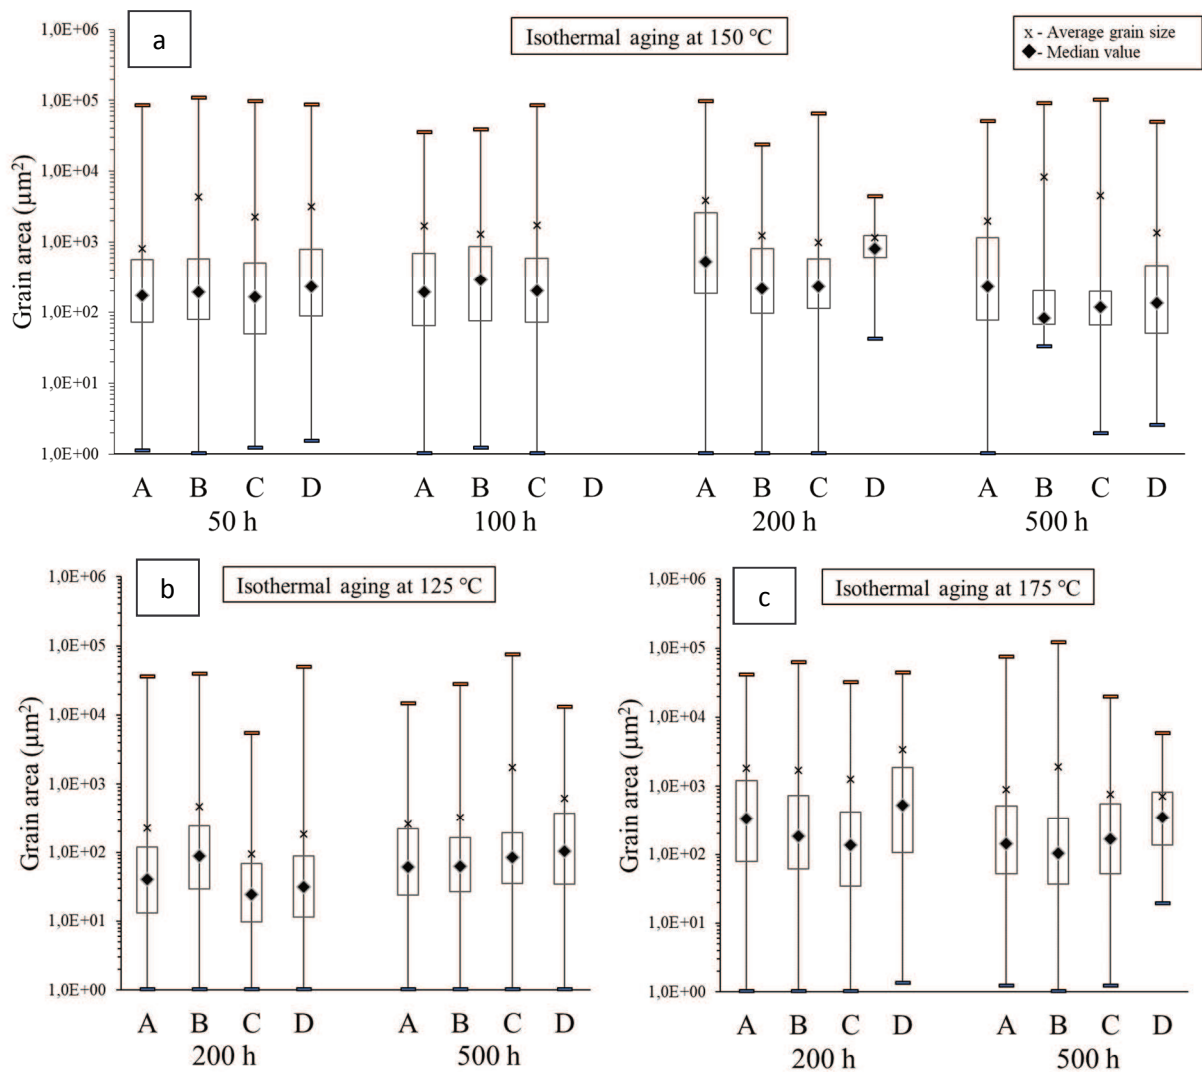 a
Isothermal aging at 150 °C
x - Average grain size
◆- Median value
Grain area (µm²)
1,0E+06
1,0E+05
1,0E+04
1,0E+03
1,0E+02
1,0E+01
1,0E+00
A B C D A B C D A B C D A B C D
50 h 100 h 200 h 500 h
b
Isothermal aging at 125 °C
Grain area (µm²)
1,0E+06
1,0E+05
1,0E+04
1,0E+03
1,0E+02
1,0E+01
1,0E+00
A B C D A B C D
200 h 500 h
c
Isothermal aging at 175 °C
Grain area (µm²)
1,0E+06
1,0E+05
1,0E+04
1,0E+03
1,0E+02
1,0E+01
1,0E+00
A B C D A B C D
200 h 500 h